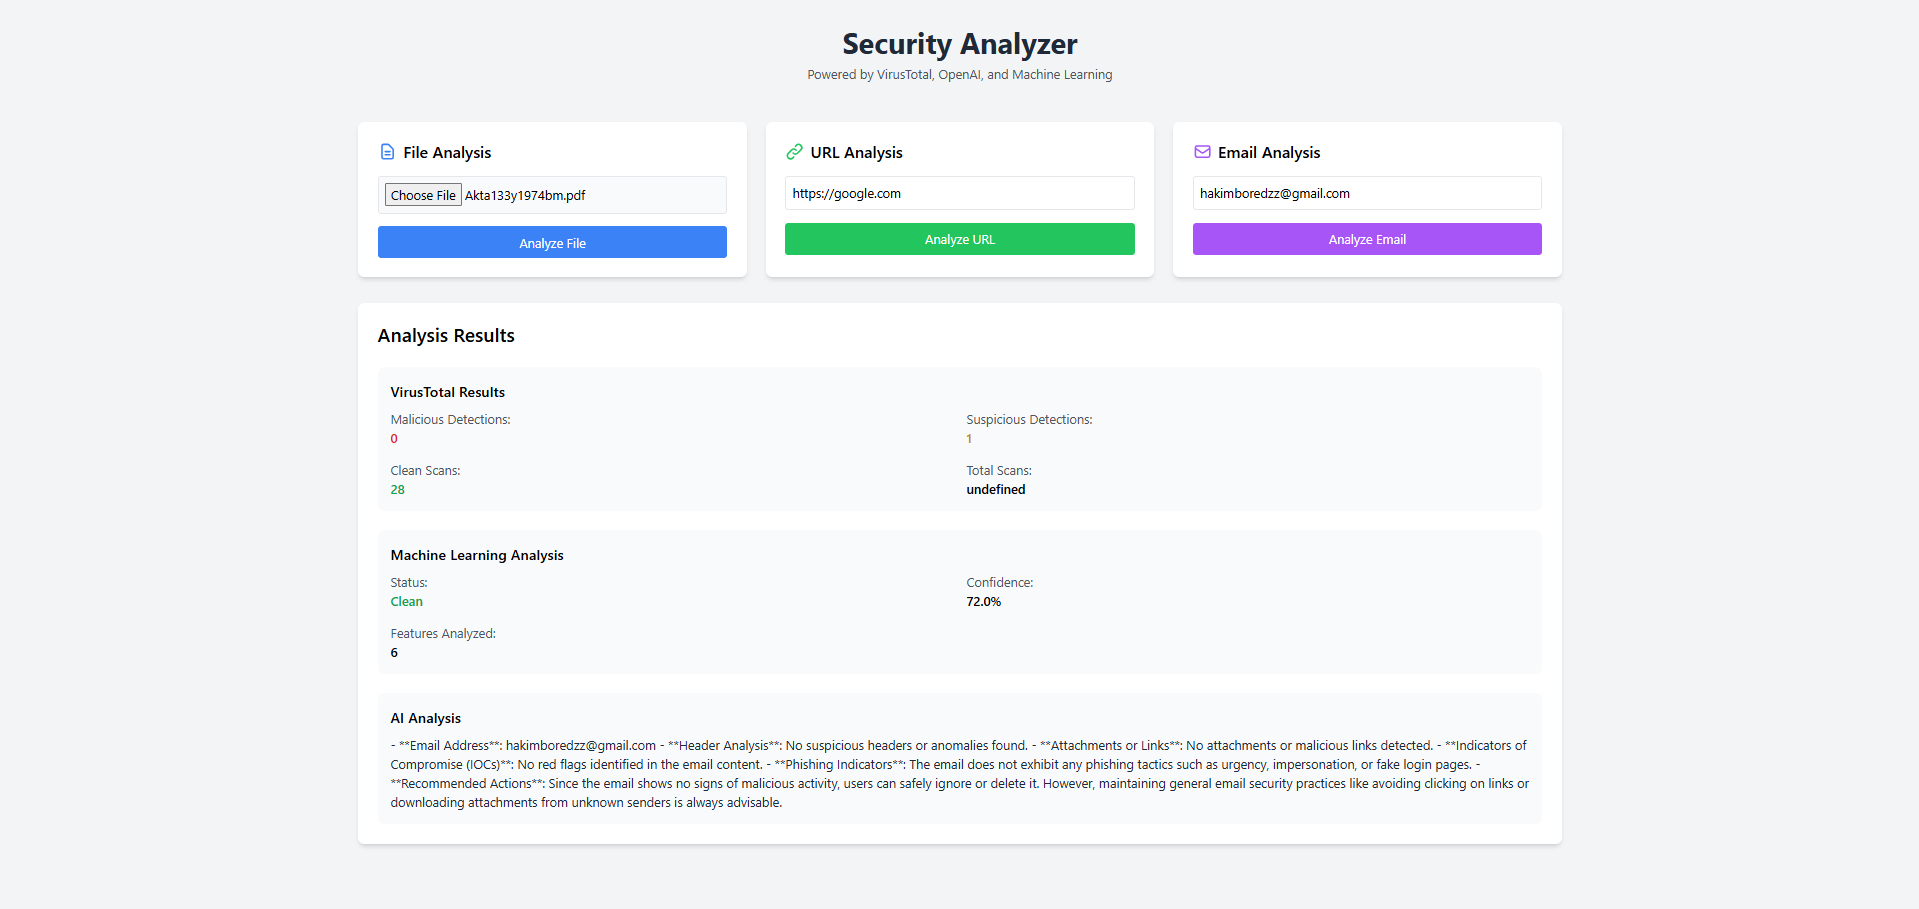 Security Analyzer
Powered by VirusTotal, OpenAI, and Machine Learning
File Analysis
Choose File Akta133y1974bm.pdf
Analyze File
URL Analysis
https://google.com
Analyze URL
Email Analysis
hakimboredzz@gmail.com
Analyze Email
Analysis Results
VirusTotal Results
Malicious Detections:
0
Suspicious Detections:
1
Clean Scans:
28
Total Scans:
undefined
Machine Learning Analysis
Status:
Clean
Confidence:
72.0%
Features Analyzed:
6
AI Analysis
- **Email Address**: hakimboredzz@gmail.com - **Header Analysis**: No suspicious headers or anomalies found. - **Attachments or Links**: No attachments or malicious links detected. - **Indicators of
Compromise (IOCs)**: No red flags identified in the email content. - **Phishing Indicators**: The email does not exhibit any phishing tactics such as urgency, impersonation, or fake login pages. -
**Recommended Actions**: Since the email shows no signs of malicious activity, users can safely ignore or delete it. However, maintaining general email security practices like avoiding clicking on links or
downloading attachments from unknown senders is always advisable.